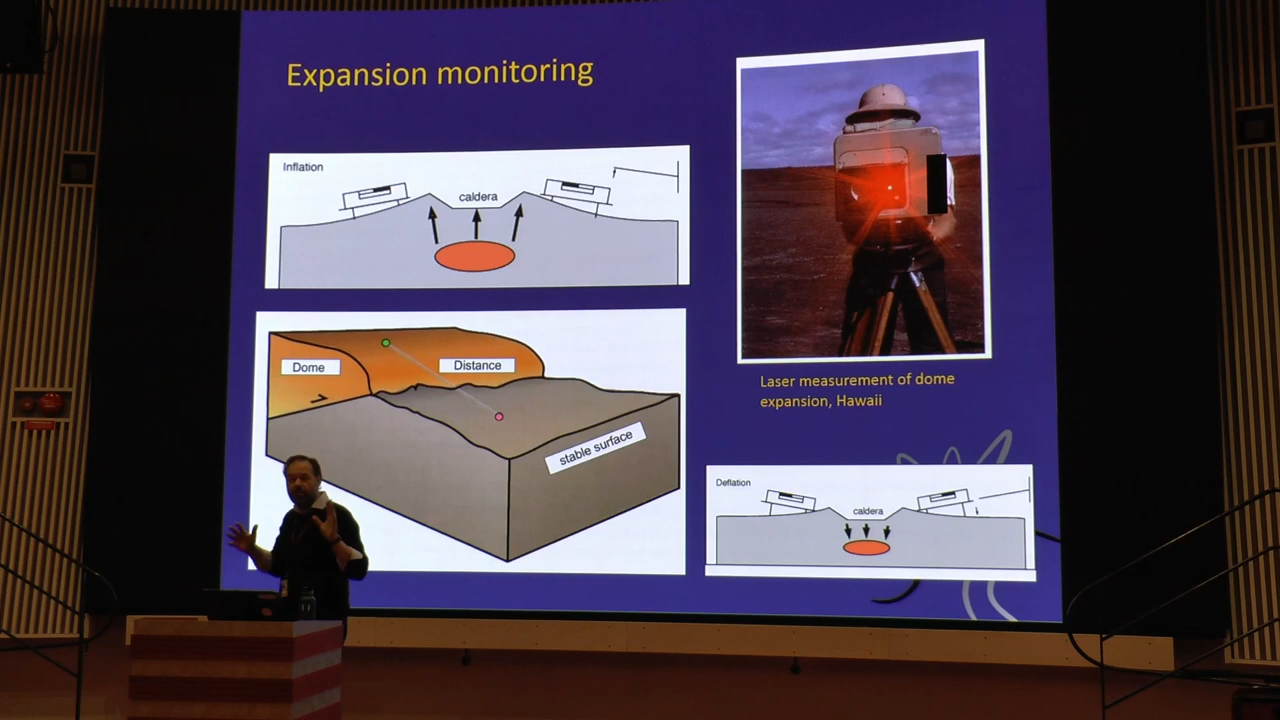 Expansion monitoring
Inflation
caldera
Dome
Distance
stable surface
Laser measurement of dome
expansion, Hawaii
Deflation
caldera